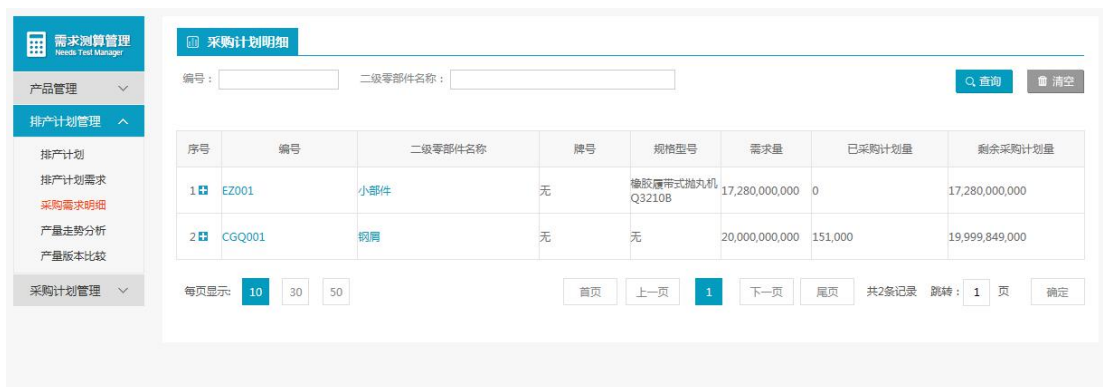 需求测算管理
Needs Test Manager
产品管理
排产计划管理
排产计划
排产计划需求
采购需求明细
产量走势分析
产量版本比较
采购计划管理
采购计划明细
编号: 二级零部件名称: 查询 清空
序号 编号 二级零部件名称 牌号 规格型号 需求量 已采购计划量 剩余采购计划量
1 EZ001 小部件 无 橡胶履带式抛丸机 17,280,000,000 0 17,280,000,000
Q3210B
2 CGQ001 钢屑 无 无 20,000,000,000 151,000 19,999,849,000
每页显示: 10 30 50 首页 上一页 1 下一页 尾页 共2条记录 跳转: 1 页 确定